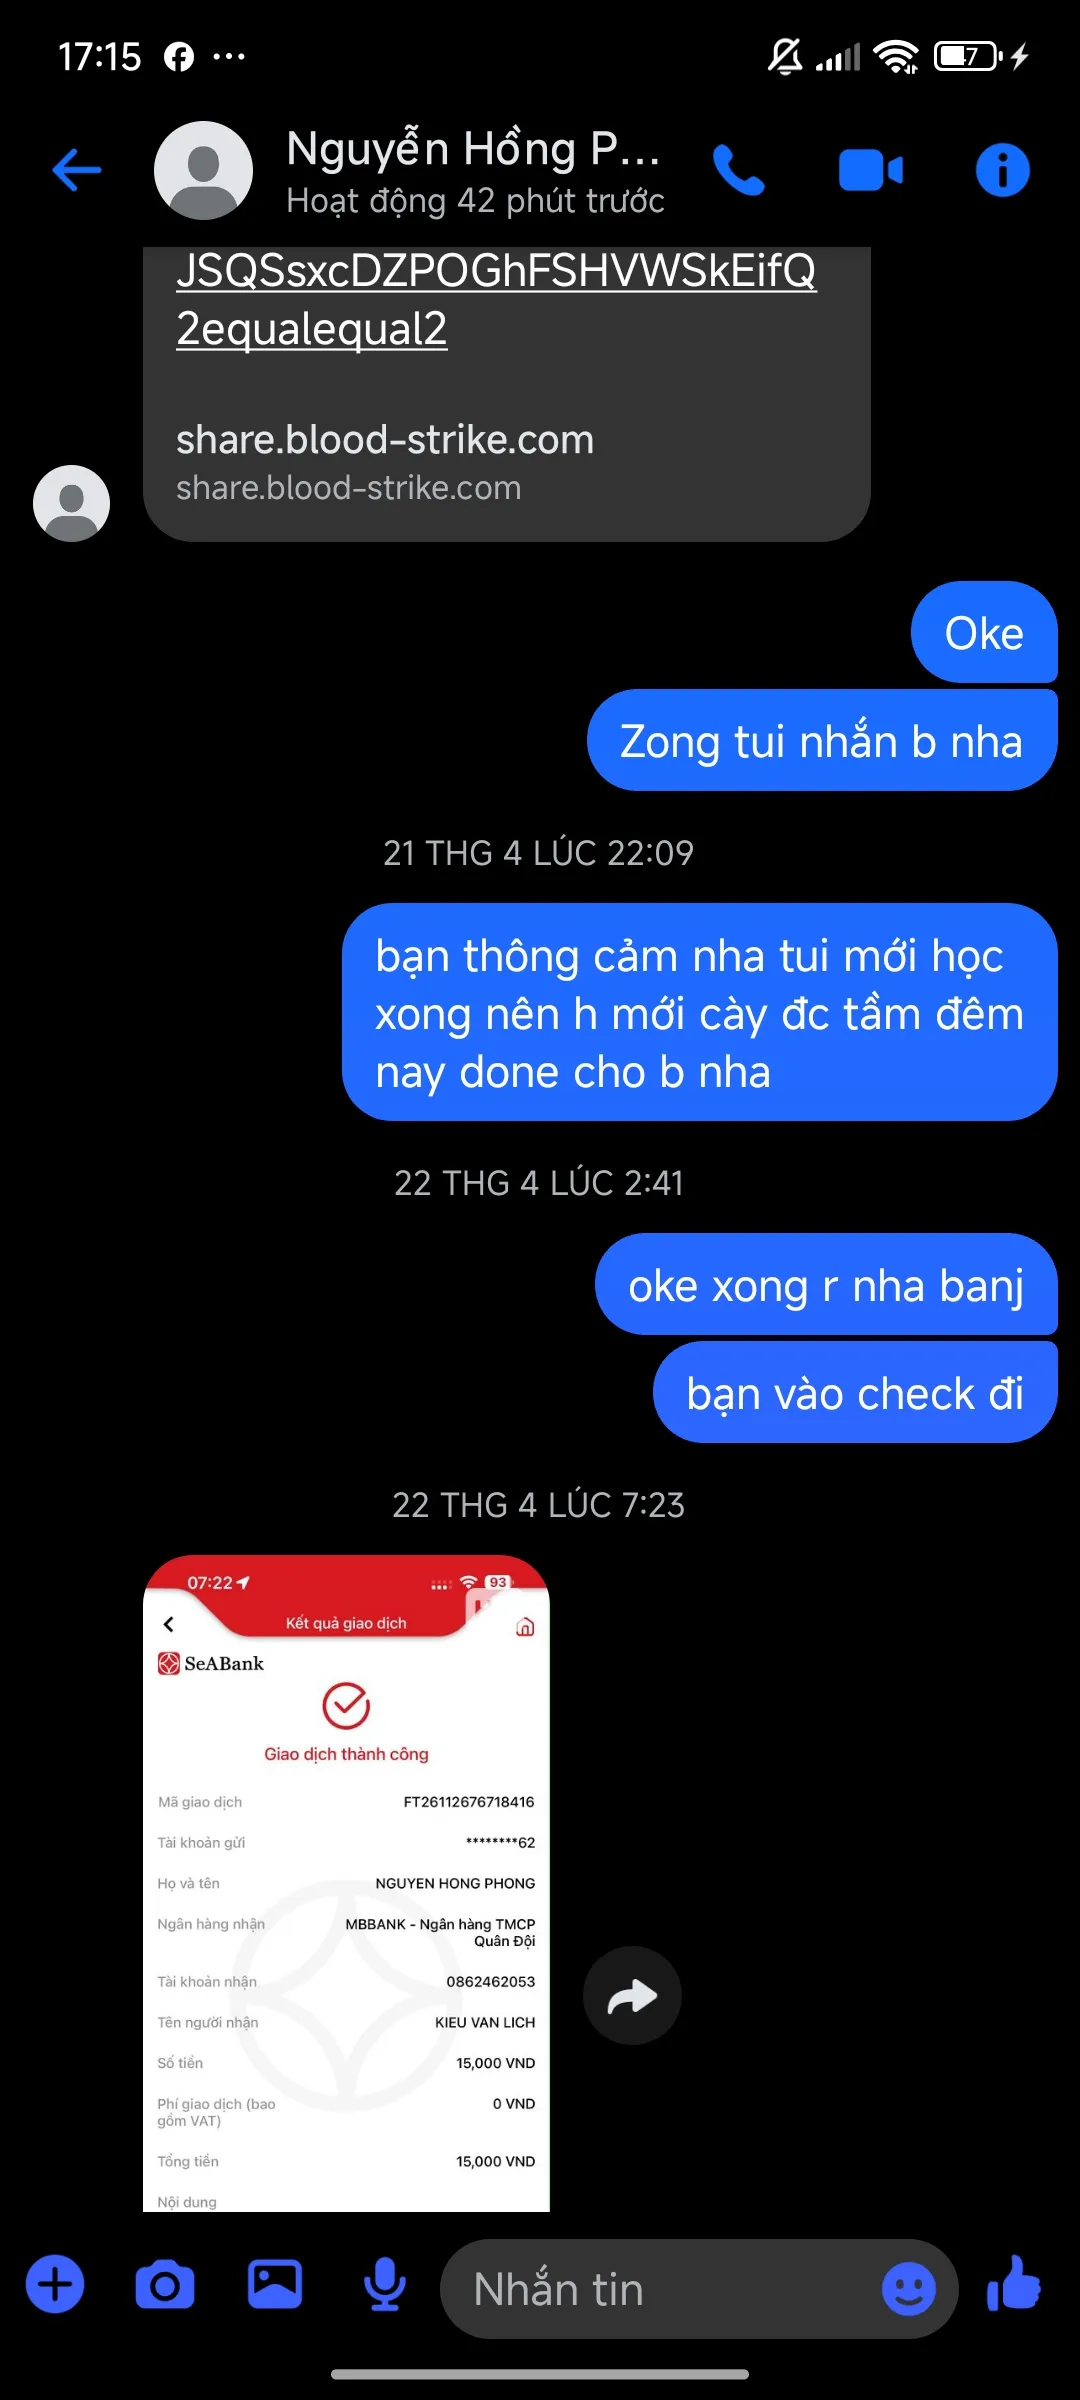 17:15
47
Nguyễn Hồng P...
Hoạt động 42 phút trước
JSQSsxcDZPOGhFSHVWSkEifQ
2equalequal2
share.blood-strike.com
share.blood-strike.com
Oke
Zong tui nhắn b nha
21 THG 4 LÚC 22:09
bạn thông cảm nha tui mới học
xong nên h mới cày đc tầm đêm
nay done cho b nha
22 THG 4 LÚC 2:41
oke xong r nha banj
bạn vào check đi
22 THG 4 LÚC 7:23
07:22
93
Kết quả giao dịch
SeABank
Giao dịch thành công
Mã giao dịch FT26112676718416
Tài khoản gửi ********62
Họ và tên NGUYEN HONG PHONG
Ngân hàng nhận MBBANK - Ngân hàng TMCP
Quân Đội
Tài khoản nhận 0862462053
Tên người nhận KIEU VAN LICH
Số tiền 15,000 VND
Phí giao dịch (bao 0 VND
gồm VAT)
Tổng tiền 15,000 VND
Nội dung
Nhắn tin